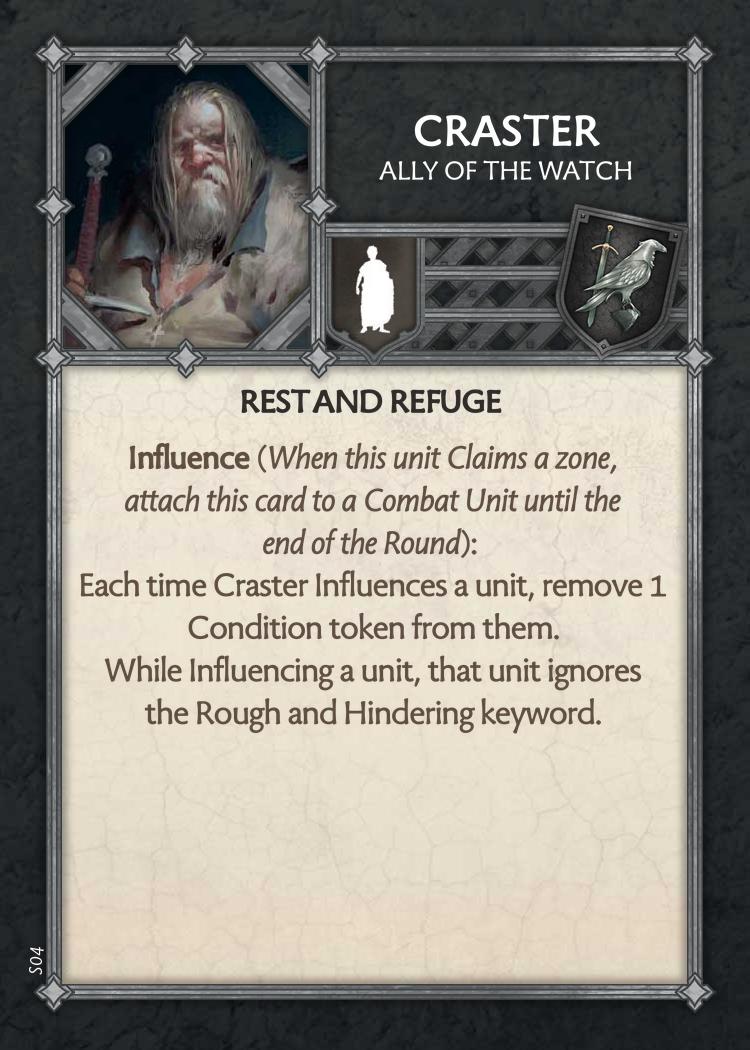 CRASTER
ALLY OF THE WATCH
REST AND REFUGE
Influence (When this unit Claims a zone,
attach this card to a Combat Unit until the
end of the Round):
Each time Craster Influences a unit, remove 1
Condition token from them.
While Influencing a unit, that unit ignores
the Rough and Hindering keyword.
S04